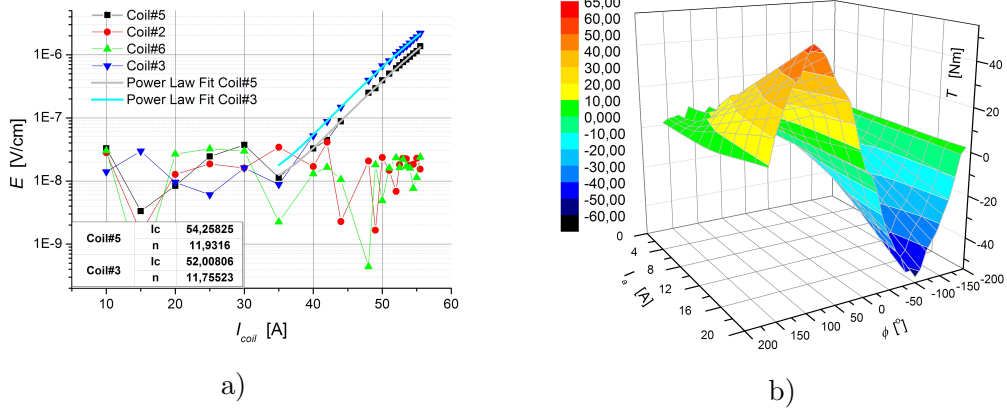 Coil#5
Coil#2
Coil#6
Coil#3
Power Law Fit Coil#5
Power Law Fit Coil#3
1E-6
1E-7
1E-8
1E-9
E [V/cm]
Coil#5 Ic 54,25825
n 11,9316
Coil#3 Ic 52,00806
n 11,75523
10 20 30 40 50 60
I_coil [A]
a)
65,00
60,00
50,00
40,00
30,00
20,00
10,00
0,000
-10,00
-20,00
-30,00
-40,00
-50,00
-60,00
40
20
0
-20
-40
T [Nm]
0
4
8
12
16
20
I_a [A]
200 150 100 50 0 -50 -100 -150 -200
ϕ [°]
b)